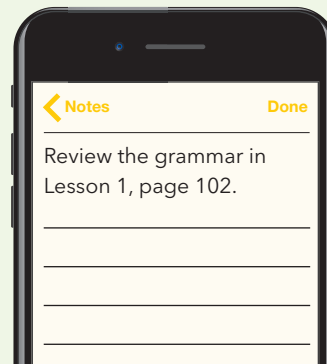 Notes Done
Review the grammar in
Lesson 1, page 102.